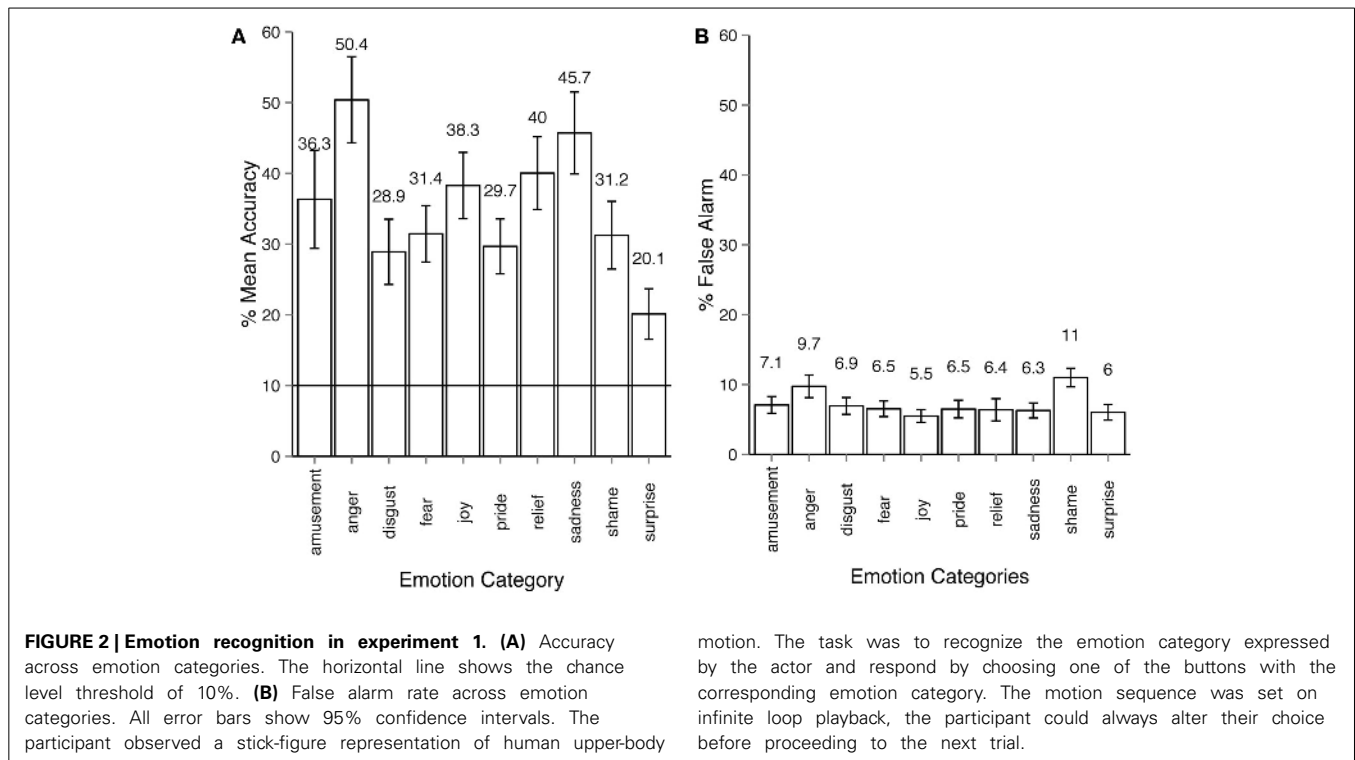 A
% Mean Accuracy
60
50
40
30
20
10
0
36.3
50.4
28.9
31.4
38.3
29.7
40
45.7
31.2
20.1
amusement
anger
disgust
fear
joy
pride
relief
sadness
shame
surprise
Emotion Category
B
% False Alarm
60
50
40
30
20
10
0
7.1
9.7
6.9
6.5
5.5
6.5
6.4
6.3
11
6
amusement
anger
disgust
fear
joy
pride
relief
sadness
shame
surprise
Emotion Categories
FIGURE 2 | Emotion recognition in experiment 1. (A) Accuracy
across emotion categories. The horizontal line shows the chance
level threshold of 10%. (B) False alarm rate across emotion
categories. All error bars show 95% confidence intervals. The
participant observed a stick-figure representation of human upper-body
motion. The task was to recognize the emotion category expressed
by the actor and respond by choosing one of the buttons with the
corresponding emotion category. The motion sequence was set on
infinite loop playback, the participant could always alter their choice
before proceeding to the next trial.